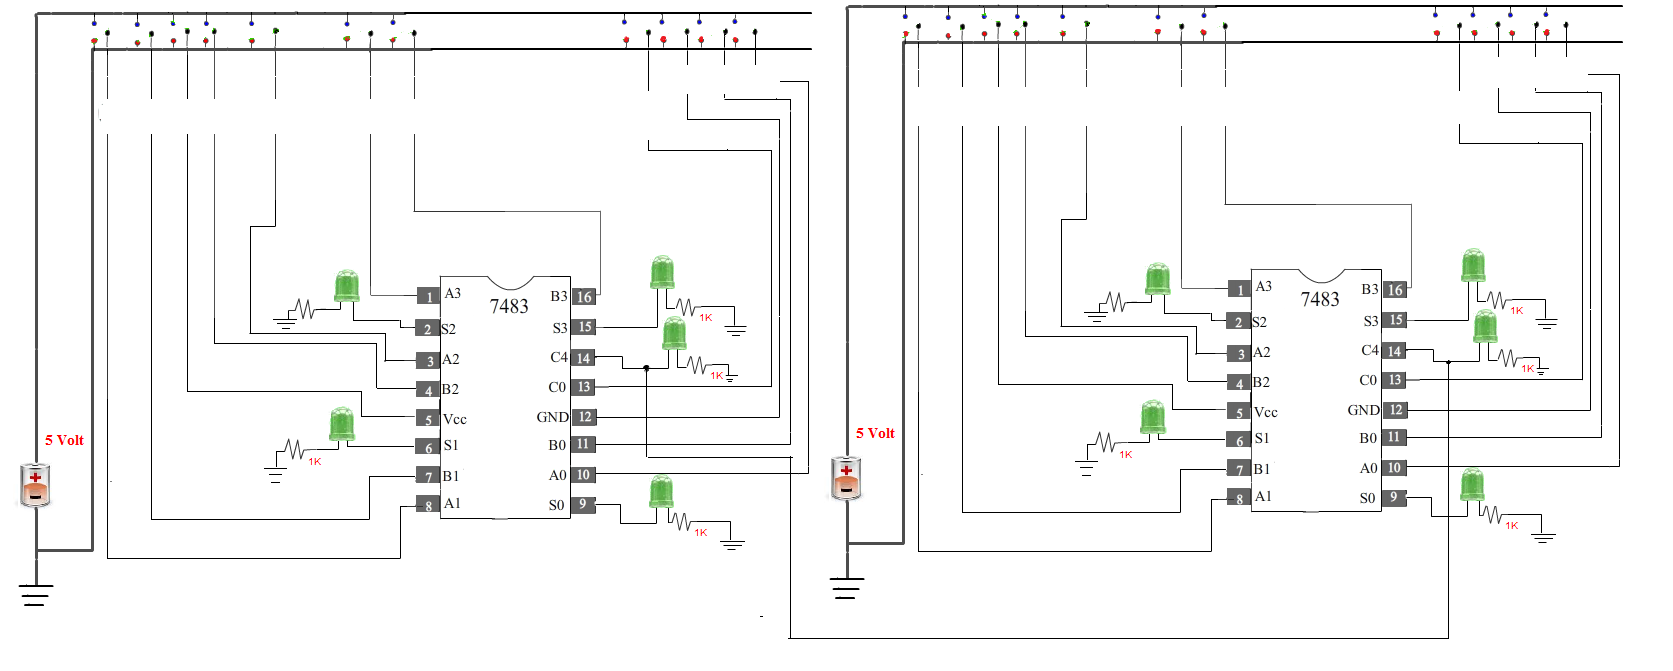 7483
1 A3
2 S2
3 A2
4 B2
5 Vcc
6 S1
7 B1
8 A1
B3 16
S3 15
C4 14
C0 13
GND 12
B0 11
A0 10
S0 9
5 Volt
1K
1K
1K
1K
7483
1 A3
2 S2
3 A2
4 B2
5 Vcc
6 S1
7 B1
8 A1
B3 16
S3 15
C4 14
C0 13
GND 12
B0 11
A0 10
S0 9
5 Volt
1K
1K
1K
1K